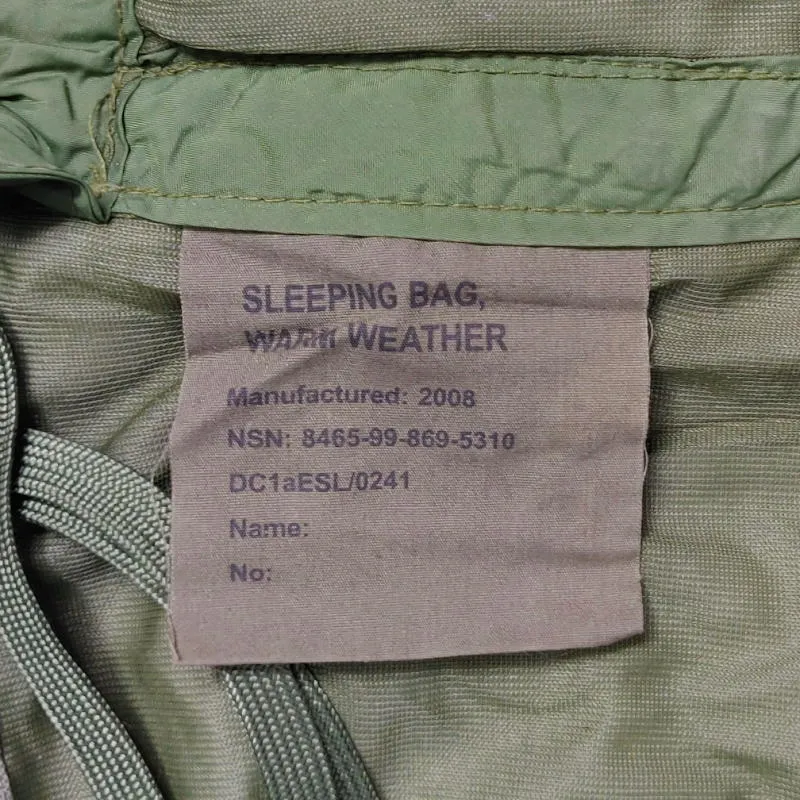 SLEEPING BAG,
WARM WEATHER
Manufactured: 2008
NSN: 8465-99-869-5310
DC1aESL/0241
Name:
No: